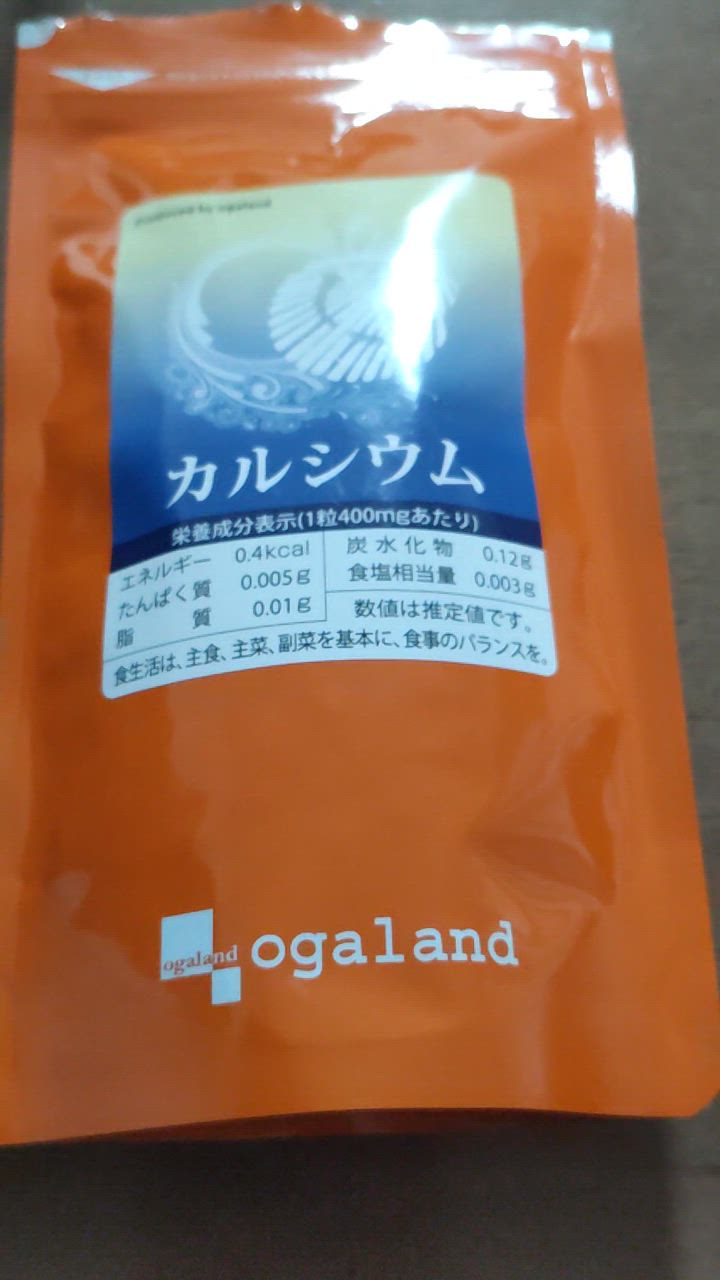 Produced by ogaland
カルシウム
栄養成分表示(1粒400mgあたり)
エネルギー 0.4kcal
たんぱく質 0.005g
脂質 0.01g
炭水化物 0.12g
食塩相当量 0.003g
数値は推定値です。
食生活は、主食、主菜、副菜を基本に、食事のバランスを。
ogaland
ogaland